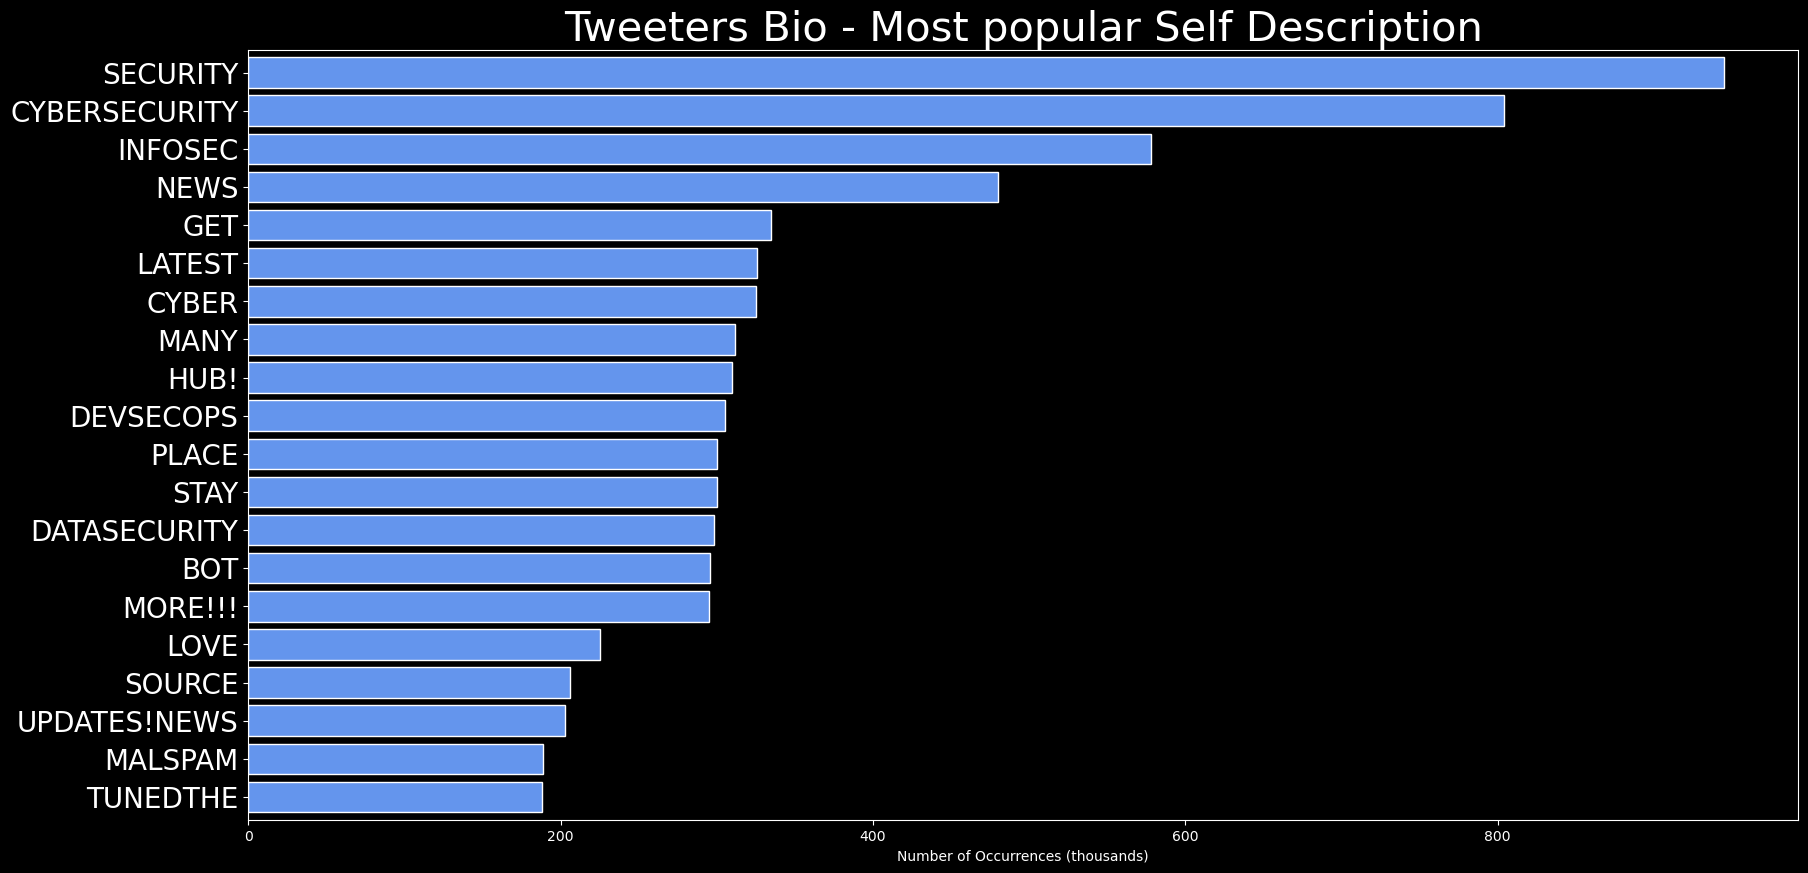 Tweeters Bio - Most popular Self Description
SECURITY
CYBERSECURITY
INFOSEC
NEWS
GET
LATEST
CYBER
MANY
HUB!
DEVSECOPS
PLACE
STAY
DATASECURITY
BOT
MORE!!!
LOVE
SOURCE
UPDATES!NEWS
MALSPAM
TUNEDTHE
0 200 400 600 800
Number of Occurrences (thousands)